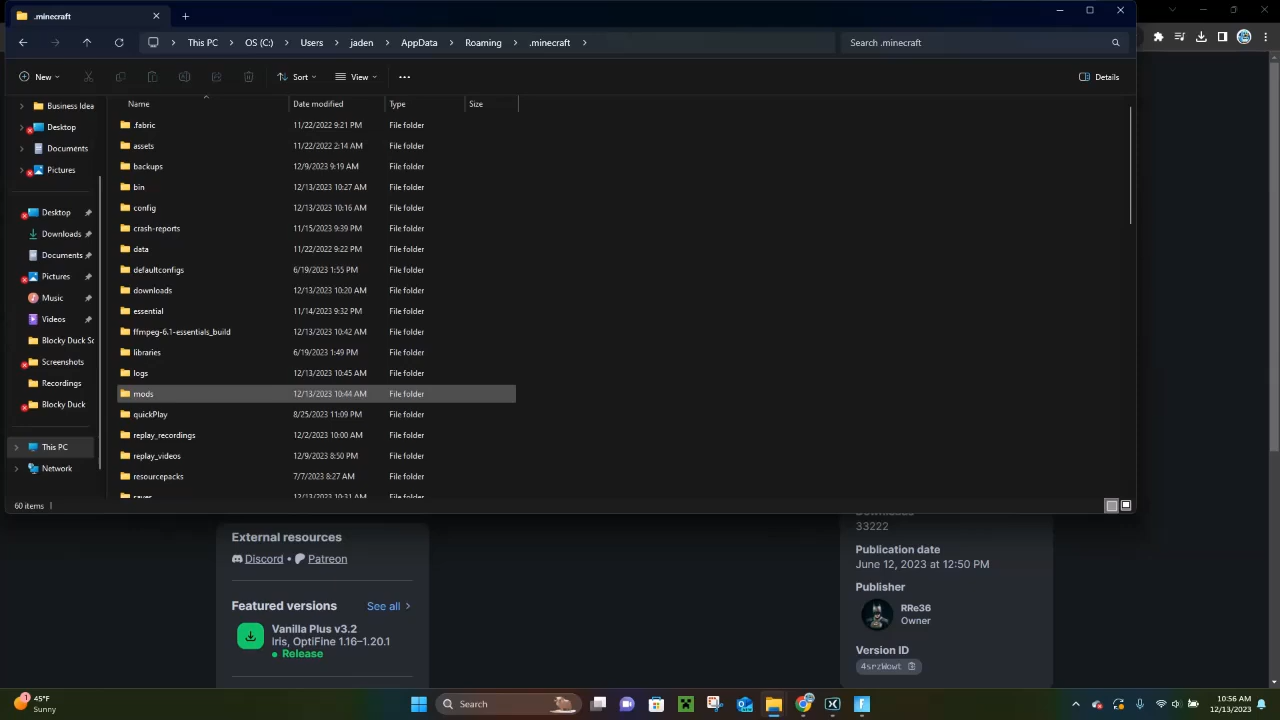 .minecraft
This PC > OS (C:) > Users > jaden > AppData > Roaming > .minecraft >
Search .minecraft
New
Sort
View
Details
Business Idea
Desktop
Documents
Pictures
Desktop
Downloads
Documents
Pictures
Music
Videos
Blocky Duck Sc
Screenshots
Recordings
Blocky Duck
This PC
Network
Name Date modified Type Size
.fabric 11/22/2022 9:21 PM File folder
assets 11/22/2022 2:14 AM File folder
backups 12/9/2023 9:19 AM File folder
bin 12/13/2023 10:27 AM File folder
config 12/13/2023 10:16 AM File folder
crash-reports 11/15/2023 9:39 PM File folder
data 11/22/2022 9:22 PM File folder
defaultconfigs 6/19/2023 1:55 PM File folder
downloads 12/13/2023 10:20 AM File folder
essential 11/14/2023 9:32 PM File folder
ffmpeg-6.1-essentials_build 12/13/2023 10:42 AM File folder
libraries 6/19/2023 1:49 PM File folder
logs 12/13/2023 10:45 AM File folder
mods 12/13/2023 10:44 AM File folder
quickPlay 8/25/2023 11:09 PM File folder
replay_recordings 12/2/2023 10:00 AM File folder
replay_videos 12/9/2023 8:50 PM File folder
resourcepacks 7/7/2023 8:27 AM File folder
saves 12/13/2023 10:31 AM File folder
60 items
External resources
Discord • Patreon
Featured versions See all >
Vanilla Plus v3.2
Iris, OptiFine 1.16–1.20.1
Release
Downloads
33222
Publication date
June 12, 2023 at 12:50 PM
Publisher
RRe36
Owner
Version ID
4srzWowt
1
45°F
Sunny
Search
10:56 AM
12/13/2023